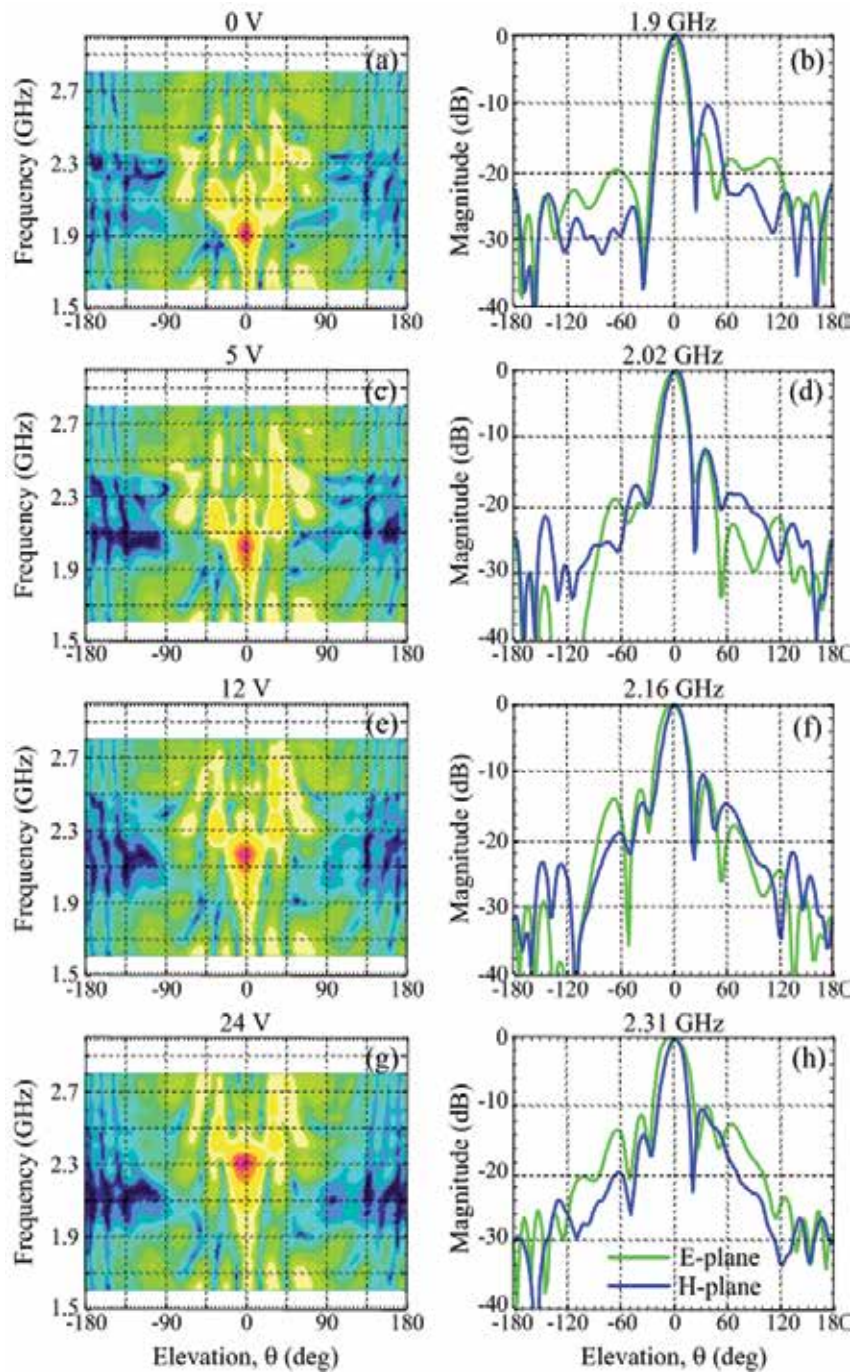 0 V
1.9 GHz
(a)
(b)
Frequency (GHz)
2.7
2.3
1.9
1.5
-180 -90 0 90 180
Magnitude (dB)
0
-10
-20
-30
-40
-180 -120 -60 0 60 120 180
5 V
2.02 GHz
(c)
(d)
Frequency (GHz)
2.7
2.3
1.9
1.5
-180 -90 0 90 180
Magnitude (dB)
0
-10
-20
-30
-40
-180 -120 -60 0 60 120 180
12 V
2.16 GHz
(e)
(f)
Frequency (GHz)
2.7
2.3
1.9
1.5
-180 -90 0 90 180
Magnitude (dB)
0
-10
-20
-30
-40
-180 -120 -60 0 60 120 180
24 V
2.31 GHz
(g)
(h)
Frequency (GHz)
2.7
2.3
1.9
1.5
-180 -90 0 90 180
Elevation, θ (deg)
Magnitude (dB)
0
-10
-20
-30
-40
E-plane
H-plane
-180 -120 -60 0 60 120 180
Elevation, θ (deg)